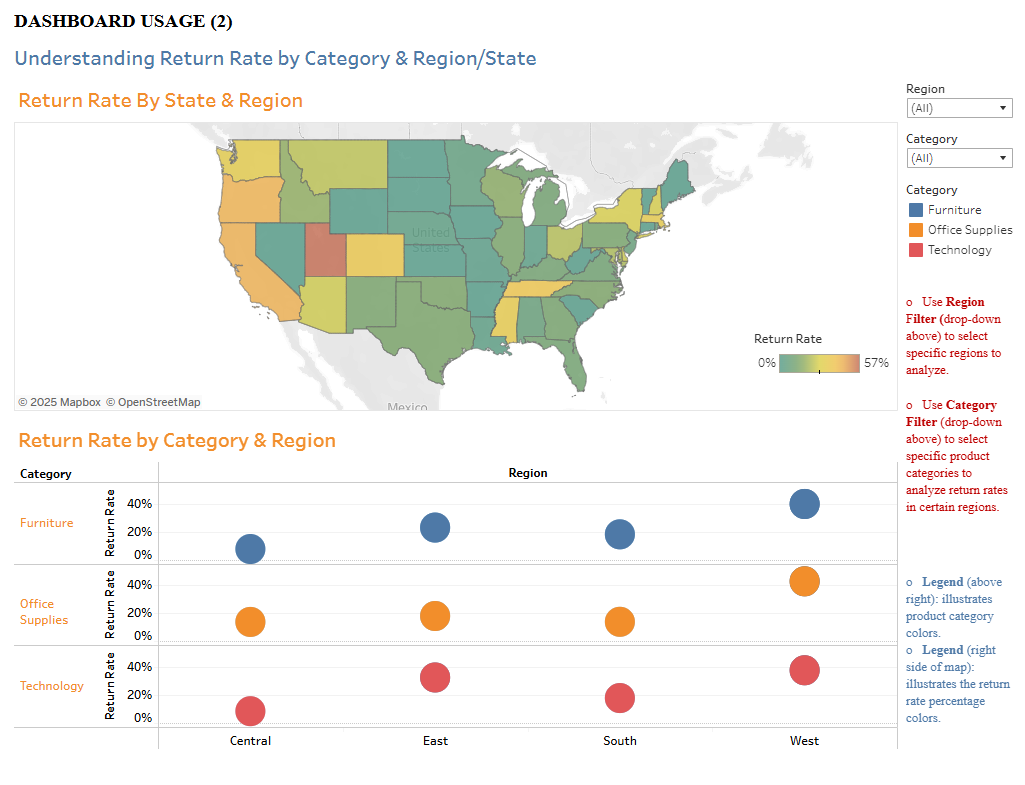 DASHBOARD USAGE (2)
Understanding Return Rate by Category & Region/State
Return Rate By State & Region
United
States
Mexico
© 2025 Mapbox © OpenStreetMap
Return Rate
0% 57%
Region
(All)
Category
(All)
Category
Furniture
Office Supplies
Technology
o Use Region
Filter (drop-down
above) to select
specific regions to
analyze.
o Use Category
Filter (drop-down
above) to select
specific product
categories to
analyze return rates
in certain regions.
o Legend (above
right): illustrates
product category
colors.
o Legend (right
side of map):
illustrates the return
rate percentage
colors.
Return Rate by Category & Region
Category Region
Furniture
Return Rate
40%
20%
0%
Office
Supplies
Return Rate
40%
20%
0%
Technology
Return Rate
40%
20%
0%
Central East South West